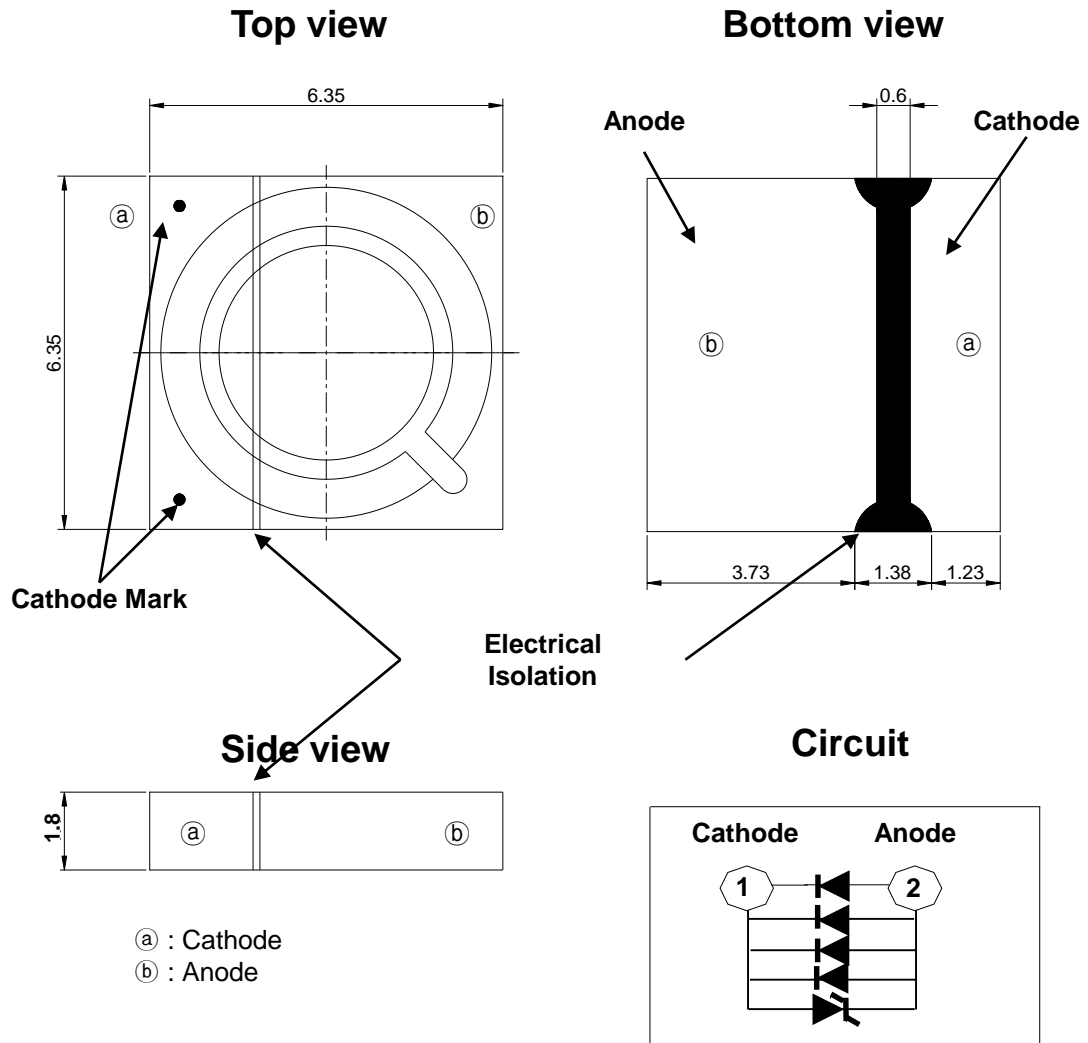 Top view
Bottom view
6.35
0.6
Anode
Cathode
ⓐ
ⓑ
6.35
ⓑ
ⓐ
Cathode Mark
3.73
1.38
1.23
Electrical
Isolation
Side view
Circuit
1.8
ⓐ
ⓑ
Cathode
Anode
1
2
ⓐ : Cathode
ⓑ : Anode